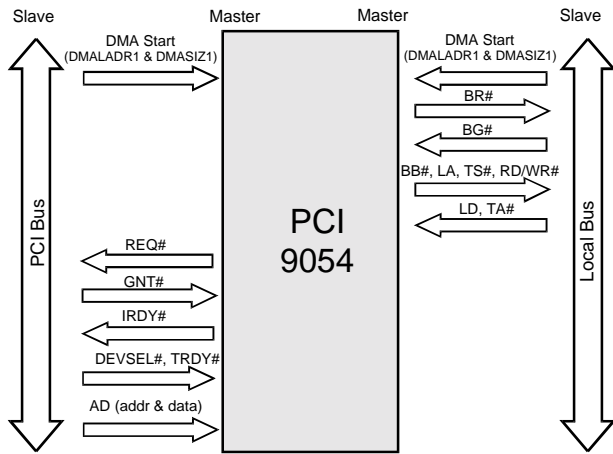 Slave
Master
Master
Slave
DMA Start
(DMALADR1 & DMASIZ1)
DMA Start
(DMALADR1 & DMASIZ1)
BR#
BG#
BB#, LA, TS#, RD/WR#
LD, TA#
PCI Bus
PCI
9054
Local Bus
REQ#
GNT#
IRDY#
DEVSEL#, TRDY#
AD (addr & data)